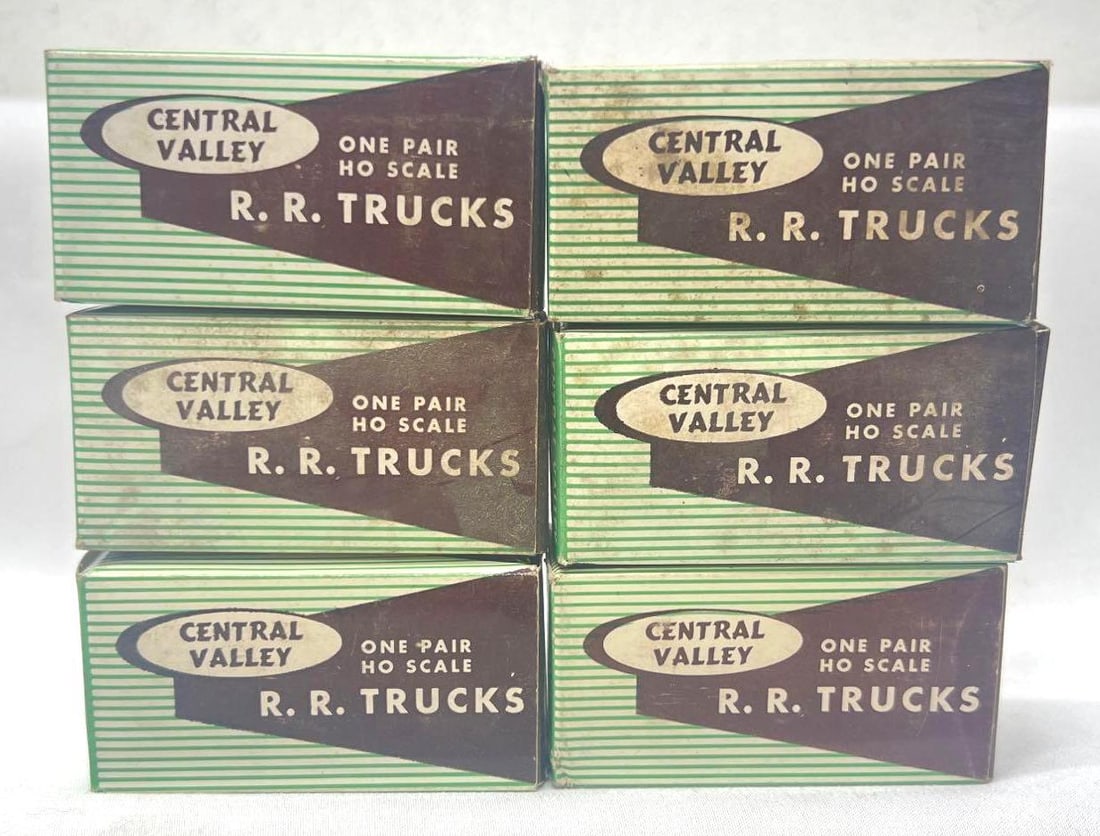 CENTRAL
VALLEY
ONE PAIR
HO SCALE
R. R. TRUCKS
CENTRAL
VALLEY
ONE PAIR
HO SCALE
R. R. TRUCKS
CENTRAL
VALLEY
ONE PAIR
HO SCALE
R. R. TRUCKS
CENTRAL
VALLEY
ONE PAIR
HO SCALE
R. R. TRUCKS
CENTRAL
VALLEY
ONE PAIR
HO SCALE
R. R. TRUCKS
CENTRAL
VALLEY
ONE PAIR
HO SCALE
R. R. TRUCKS